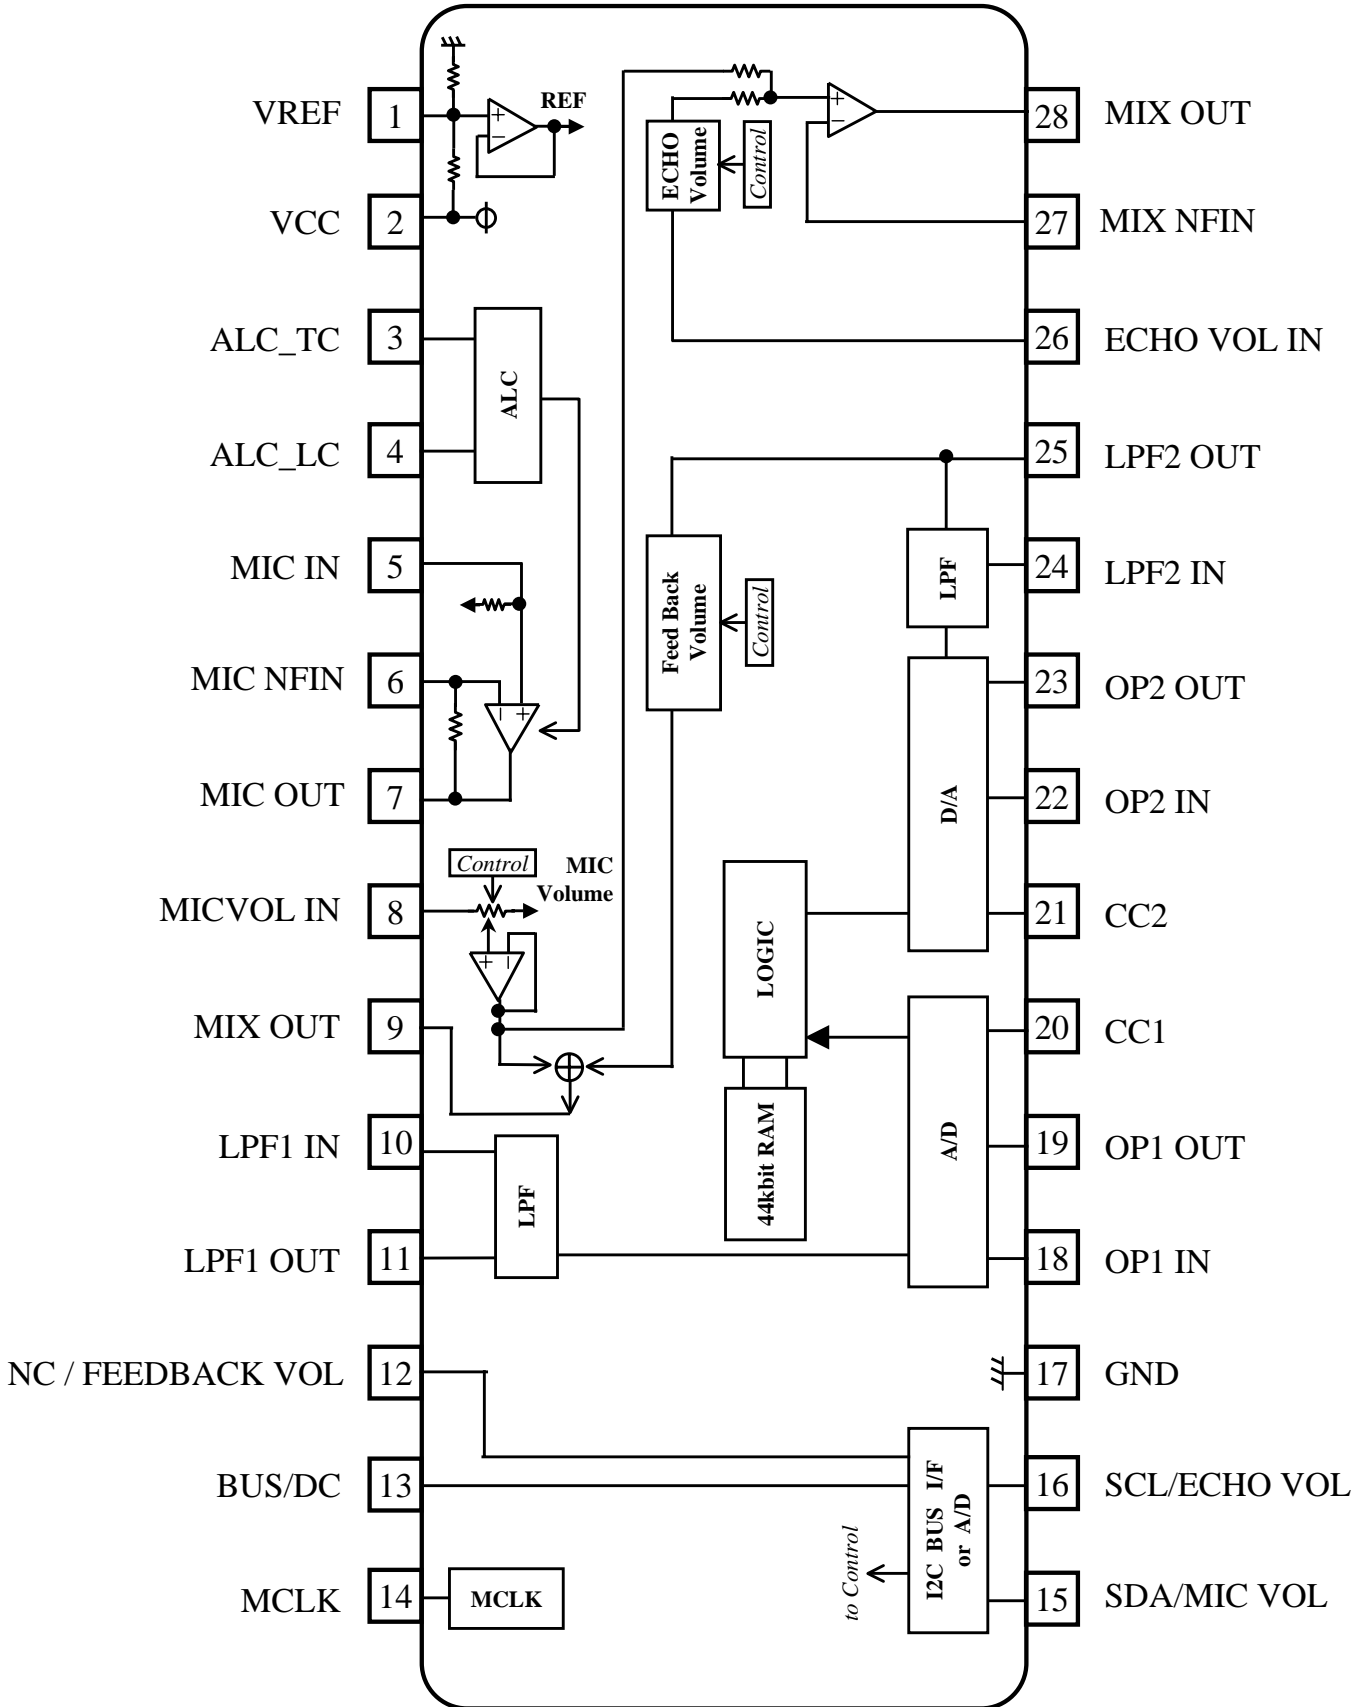 VREF 1
VCC 2
ALC_TC 3
ALC_LC 4
MIC IN 5
MIC NFIN 6
MIC OUT 7
MICVOL IN 8
MIX OUT 9
LPF1 IN 10
LPF1 OUT 11
NC / FEEDBACK VOL 12
BUS/DC 13
MCLK 14
REF
+
−
ALC
−
+
Control
MIC
Volume
+
−
LPF
MCLK
ECHO
Volume
Control
+
−
Feed Back
Volume
Control
LPF
D/A
LOGIC
44kbit RAM
A/D
I2C BUS I/F
or A/D
to Control
28 MIX OUT
27 MIX NFIN
26 ECHO VOL IN
25 LPF2 OUT
24 LPF2 IN
23 OP2 OUT
22 OP2 IN
21 CC2
20 CC1
19 OP1 OUT
18 OP1 IN
17 GND
16 SCL/ECHO VOL
15 SDA/MIC VOL